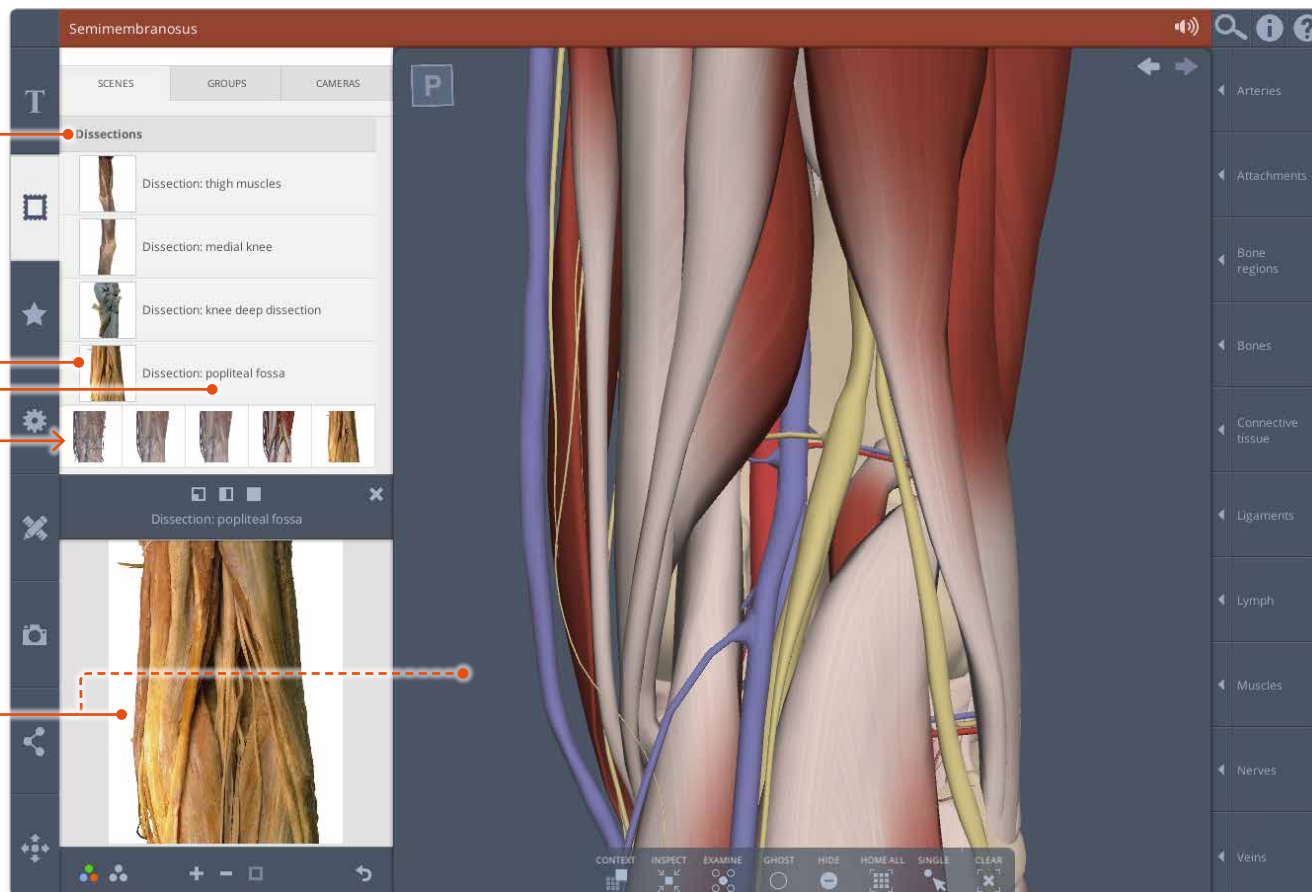 Semimembranosus
SCENES
GROUPS
CAMERAS
T
Dissections
Dissection: thigh muscles
Dissection: medial knee
Dissection: knee deep dissection
Dissection: popliteal fossa
Dissection: popliteal fossa
P
CONTEXT
INSPECT
EXAMINE
GHOST
HIDE
HOME ALL
SINGLE
CLEAR
i
?
Arteries
Attachments
Bone
regions
Bones
Connective
tissue
Ligaments
Lymph
Muscles
Nerves
Veins